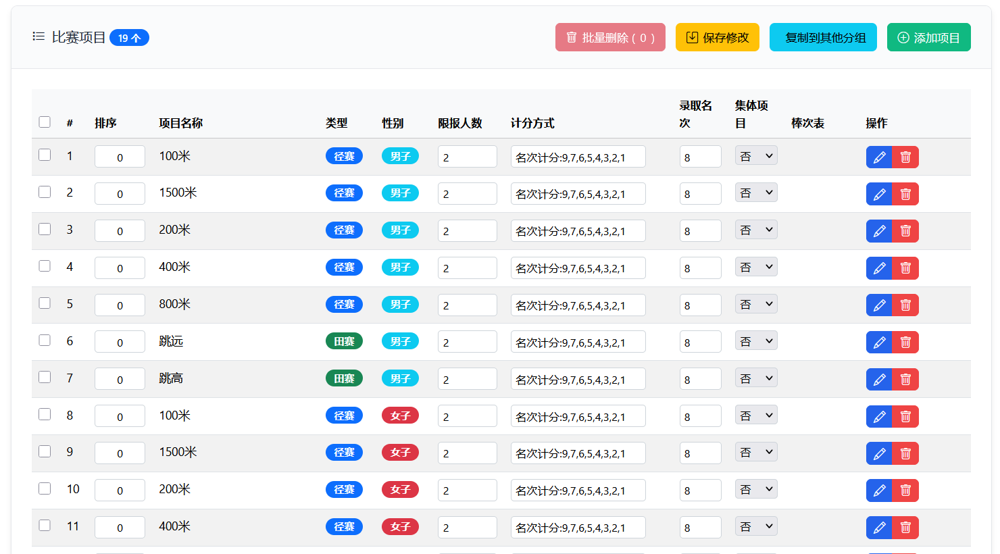 比赛项目 19 个 批量删除 ( 0 ) 保存修改 复制到其他分组 添加项目
# 排序 项目名称 类型 性别 限报人数 计分方式 录取名次 集体项目 棒次表 操作
1 0 100米 径赛 男子 2 名次计分:9,7,6,5,4,3,2,1 8 否
2 0 1500米 径赛 男子 2 名次计分:9,7,6,5,4,3,2,1 8 否
3 0 200米 径赛 男子 2 名次计分:9,7,6,5,4,3,2,1 8 否
4 0 400米 径赛 男子 2 名次计分:9,7,6,5,4,3,2,1 8 否
5 0 800米 径赛 男子 2 名次计分:9,7,6,5,4,3,2,1 8 否
6 0 跳远 田赛 男子 2 名次计分:9,7,6,5,4,3,2,1 8 否
7 0 跳高 田赛 男子 2 名次计分:9,7,6,5,4,3,2,1 8 否
8 0 100米 径赛 女子 2 名次计分:9,7,6,5,4,3,2,1 8 否
9 0 1500米 径赛 女子 2 名次计分:9,7,6,5,4,3,2,1 8 否
10 0 200米 径赛 女子 2 名次计分:9,7,6,5,4,3,2,1 8 否
11 0 400米 径赛 女子 2 名次计分:9,7,6,5,4,3,2,1 8 否